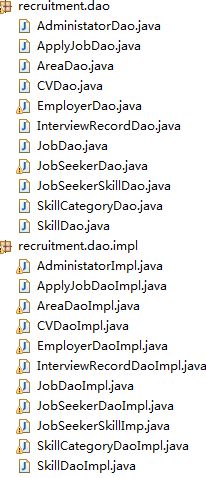 recruitment.dao
AdministatorDao.java
ApplyJobDao.java
AreaDao.java
CVDao.java
EmployerDao.java
InterviewRecordDao.java
JobDao.java
JobSeekerDao.java
JobSeekerSkillDao.java
SkillCategoryDao.java
SkillDao.java
recruitment.dao.impl
AdministatorImpl.java
ApplyJobDaoImpl.java
AreaDaoImpl.java
CVDaoImpl.java
EmployerDaoImpl.java
InterviewRecordDaoImpl.java
JobDaoImpl.java
JobSeekerDaoImpl.java
JobSeekerSkillImp.java
SkillCategoryDaoImpl.java
SkillDaoImpl.java